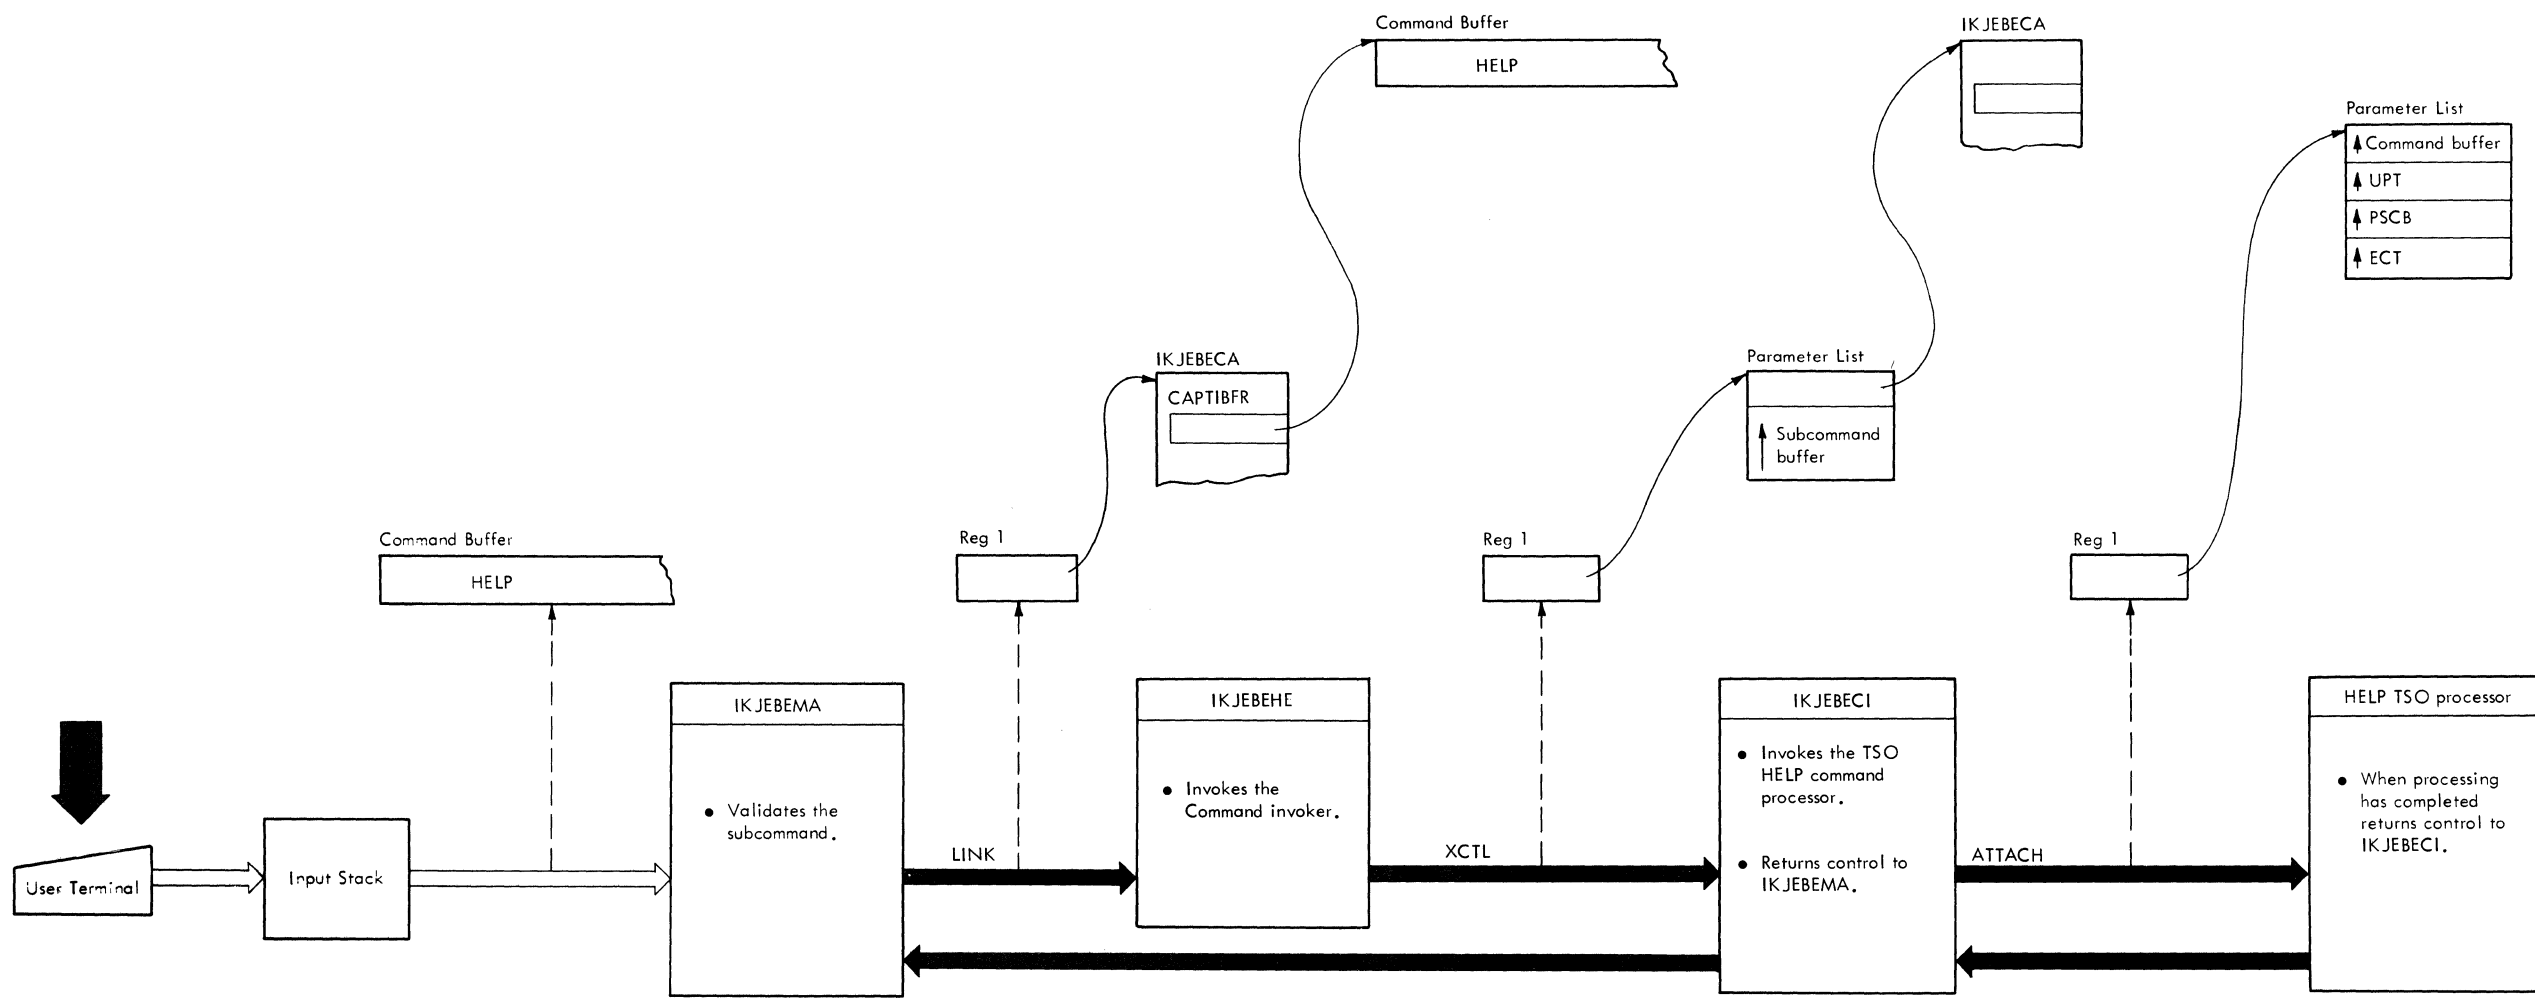 Command Buffer
HELP
IKJEBECA
Parameter List
Command buffer
UPT
PSCB
ECT
IKJEBECA
CAPTIBFR
Parameter List
Subcommand
buffer
Command Buffer
HELP
Reg 1
Reg 1
Reg 1
IKJEBEMA
Validates the
subcommand.
IKJEBEHE
Invokes the
Command invoker.
IKJEBECI
Invokes the TSO
HELP command
processor.
Returns control to
IKJEBEMA.
HELP TSO processor
When processing
has completed
returns control to
IKJEBECI.
User Terminal
Input Stack
LINK
XCTL
ATTACH